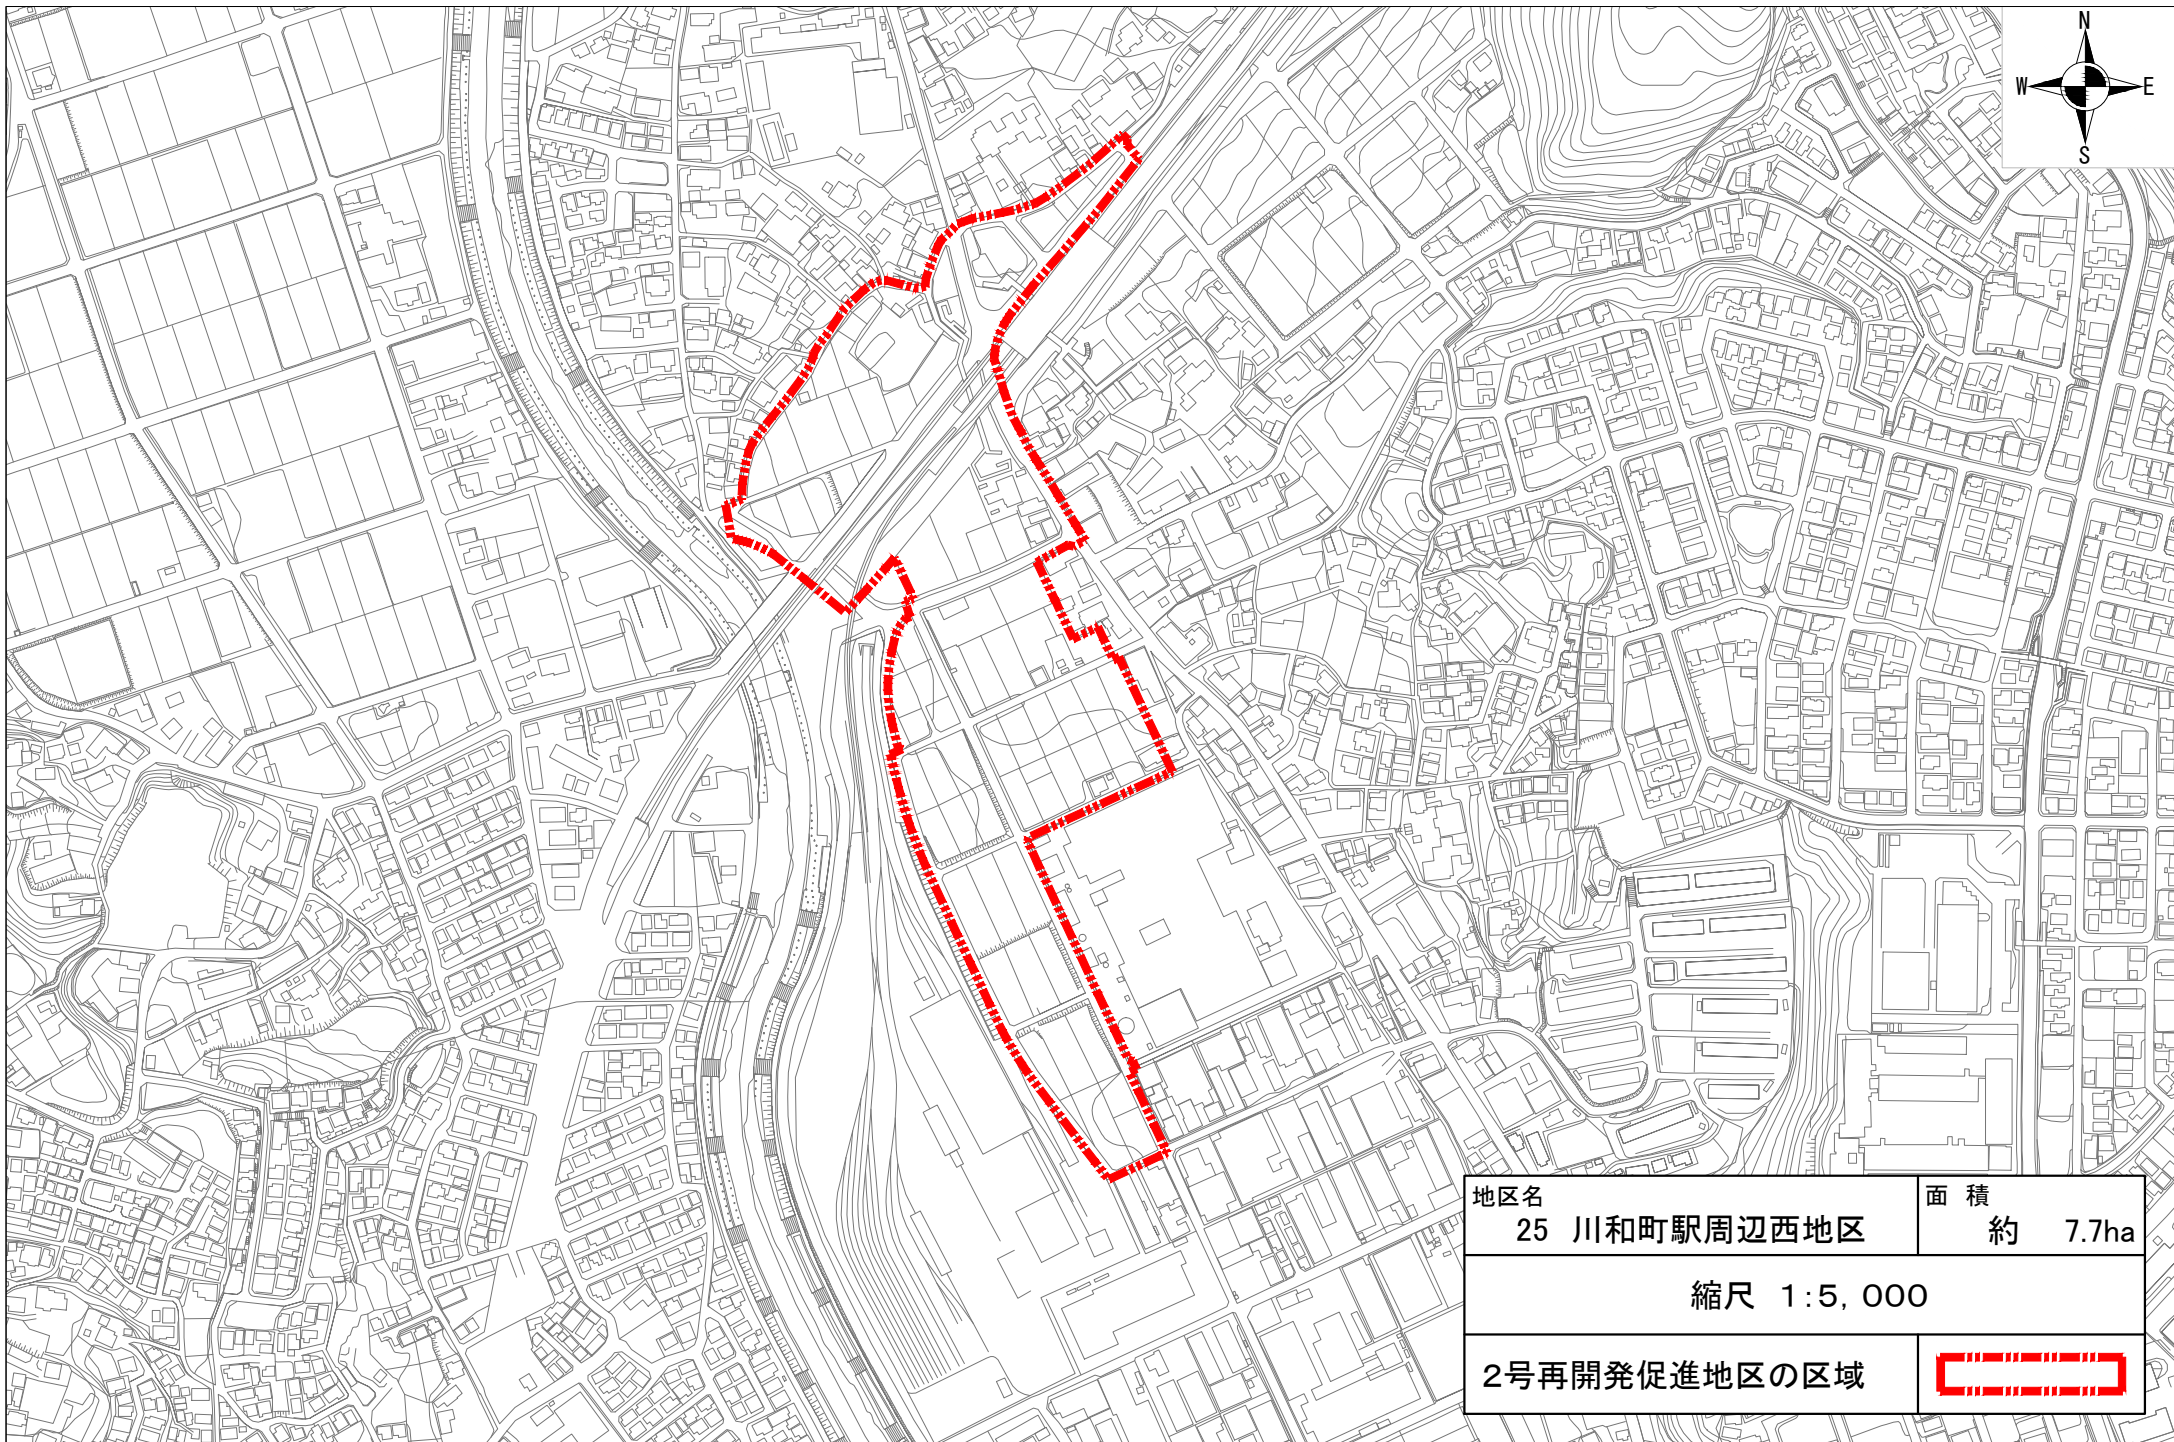 N
W E
S
地区名
25 川和町駅周辺西地区
面 積
約 7.7ha
縮尺 1:5,000
2号再開発促進地区の区域